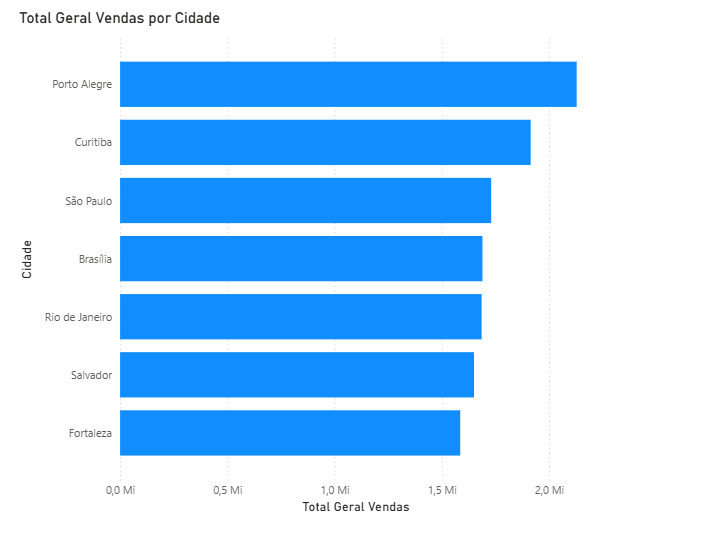 Total Geral Vendas por Cidade
Cidade
Porto Alegre
Curitiba
São Paulo
Brasília
Rio de Janeiro
Salvador
Fortaleza
0,0 Mi
0,5 Mi
1,0 Mi
1,5 Mi
2,0 Mi
Total Geral Vendas